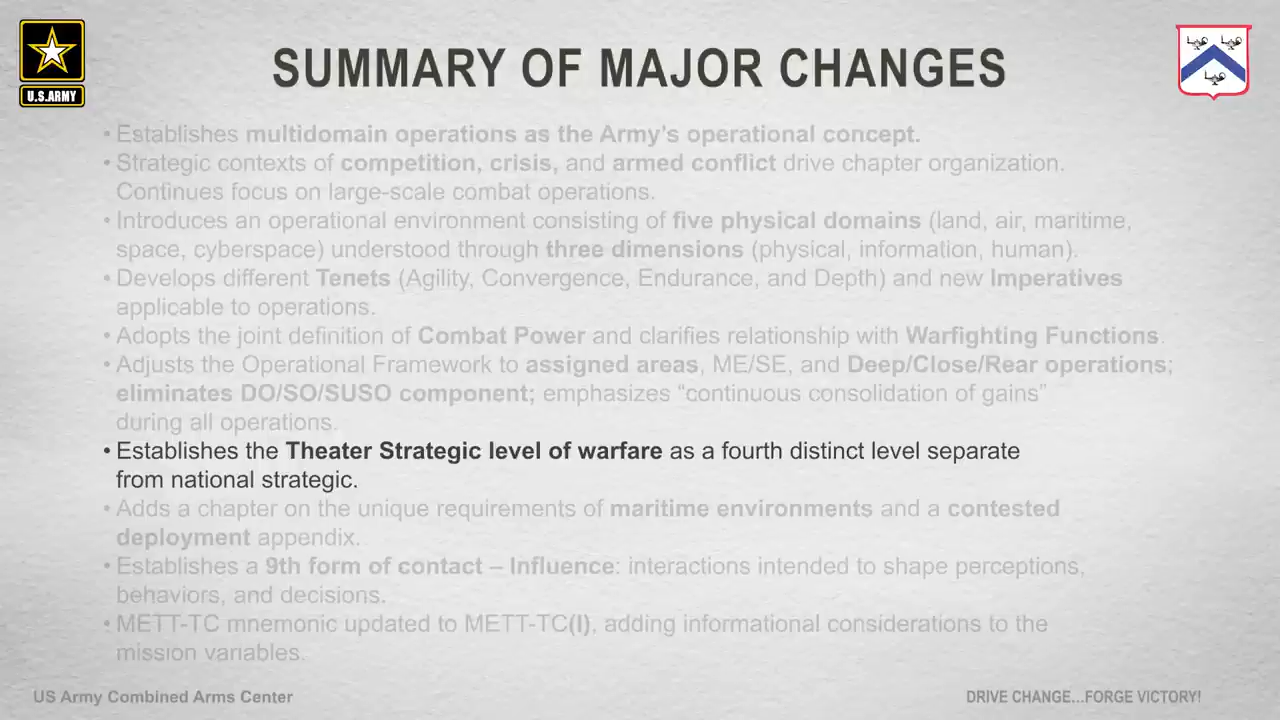 SUMMARY OF MAJOR CHANGES
U.S.ARMY
• Establishes multidomain operations as the Army's operational concept.
• Strategic contexts of competition, crisis, and armed conflict drive chapter organization.
Continues focus on large-scale combat operations.
• Introduces an operational environment consisting of five physical domains (land, air, maritime,
space, cyberspace) understood through three dimensions (physical, information, human).
• Develops different Tenets (Agility, Convergence, Endurance, and Depth) and new Imperatives
applicable to operations.
• Adopts the joint definition of Combat Power and clarifies relationship with Warfighting Functions.
• Adjusts the Operational Framework to assigned areas, ME/SE, and Deep/Close/Rear operations;
eliminates DO/SO/SUSO component; emphasizes “continuous consolidation of gains”
during all operations.
• Establishes the Theater Strategic level of warfare as a fourth distinct level separate
from national strategic.
• Adds a chapter on the unique requirements of maritime environments and a contested
deployment appendix.
• Establishes a 9th form of contact – Influence: interactions intended to shape perceptions,
behaviors, and decisions.
• METT-TC mnemonic updated to METT-TC(I), adding informational considerations to the
mission variables.
US Army Combined Arms Center
DRIVE CHANGE...FORGE VICTORY!